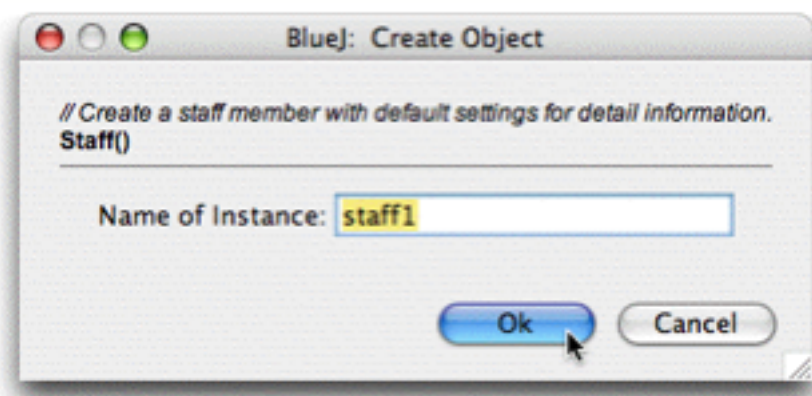 BlueJ: Create Object
// Create a staff member with default settings for detail information.
Staff()
Name of Instance: staff1
Ok Cancel